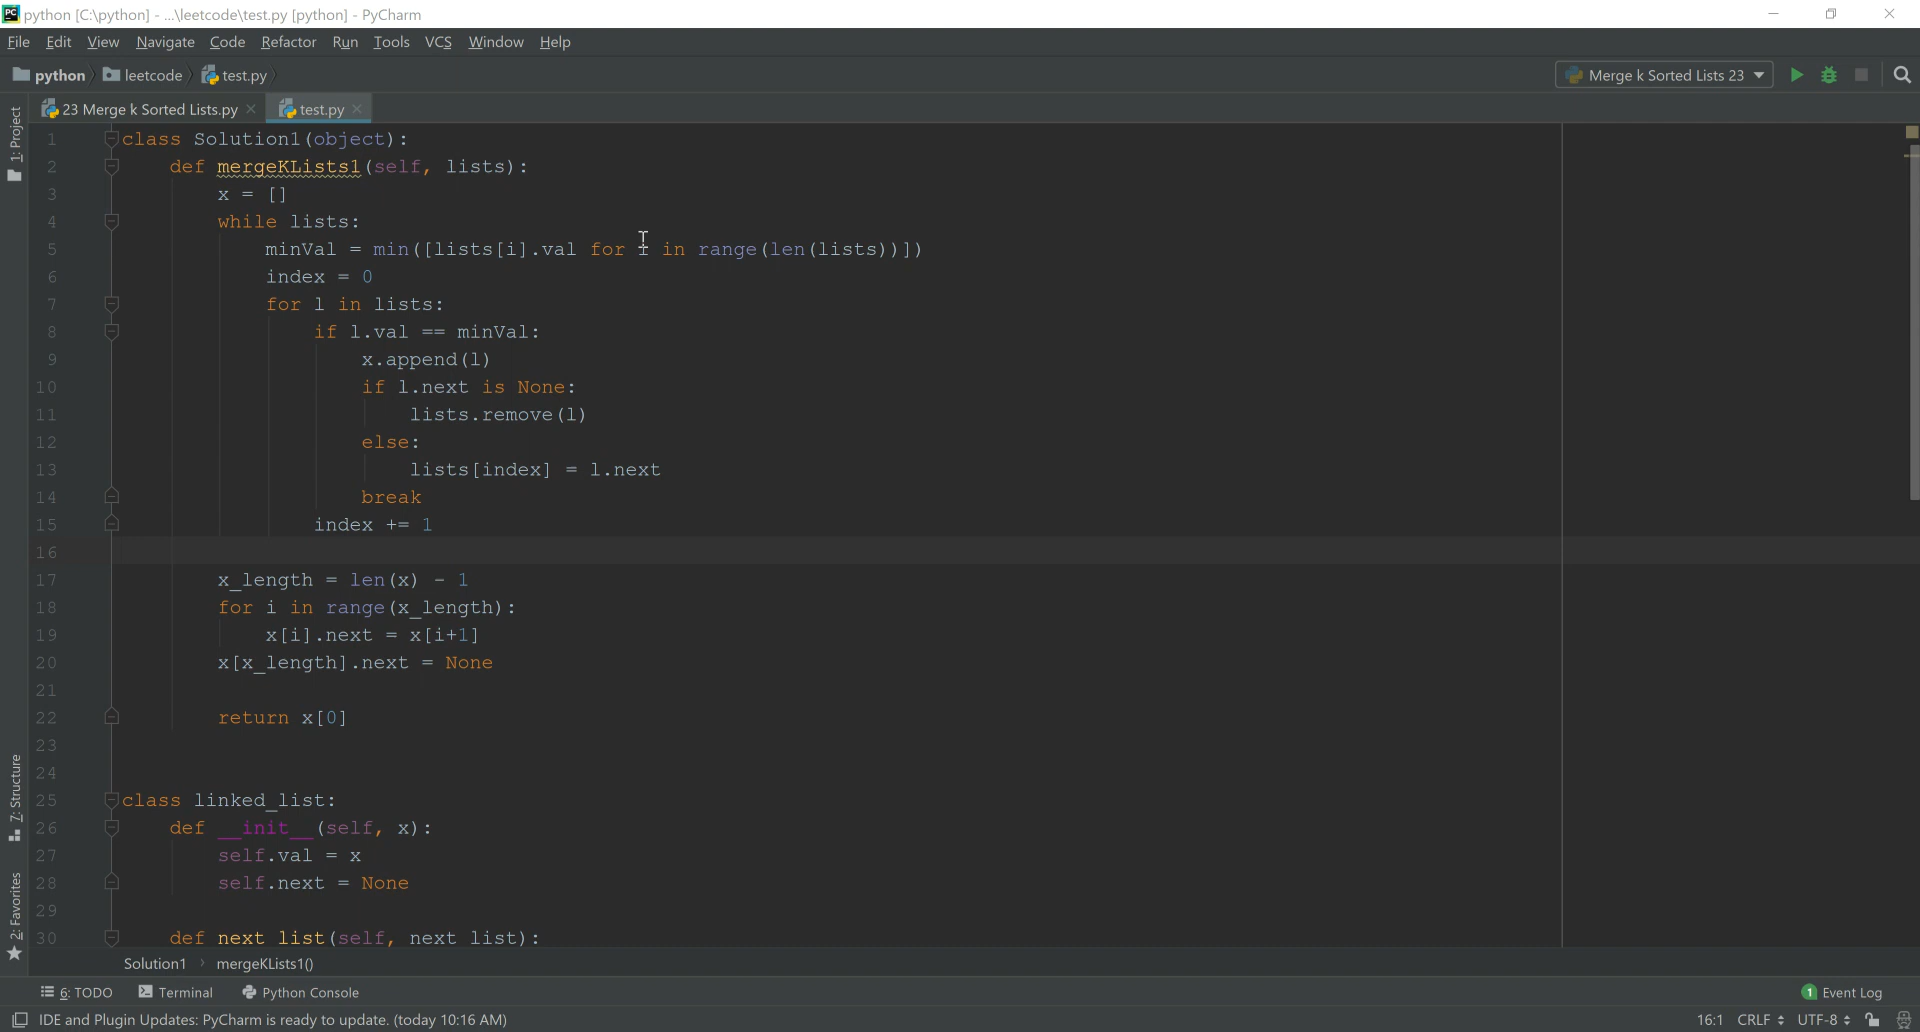 PC python [C:\python] - ...\leetcode\test.py [python] - PyCharm
File Edit View Navigate Code Refactor Run Tools VCS Window Help
python leetcode test.py Merge k Sorted Lists 23
23 Merge k Sorted Lists.py test.py
1: Project
7: Structure
2: Favorites
1 class Solution1(object):
2 def mergeKLists1(self, lists):
3 x = []
4 while lists:
5 minVal = min([lists[i].val for i in range(len(lists))])
6 index = 0
7 for l in lists:
8 if l.val == minVal:
9 x.append(l)
10 if l.next is None:
11 lists.remove(l)
12 else:
13 lists[index] = l.next
14 break
15 index += 1
16
17 x_length = len(x) - 1
18 for i in range(x_length):
19 x[i].next = x[i+1]
20 x[x_length].next = None
21
22 return x[0]
23
24
25 class linked_list:
26 def __init__(self, x):
27 self.val = x
28 self.next = None
29
30 def next_list(self, next_list):
Solution1 › mergeKLists1()
6: TODO Terminal Python Console 1 Event Log
IDE and Plugin Updates: PyCharm is ready to update. (today 10:16 AM) 16:1 CRLF UTF-8